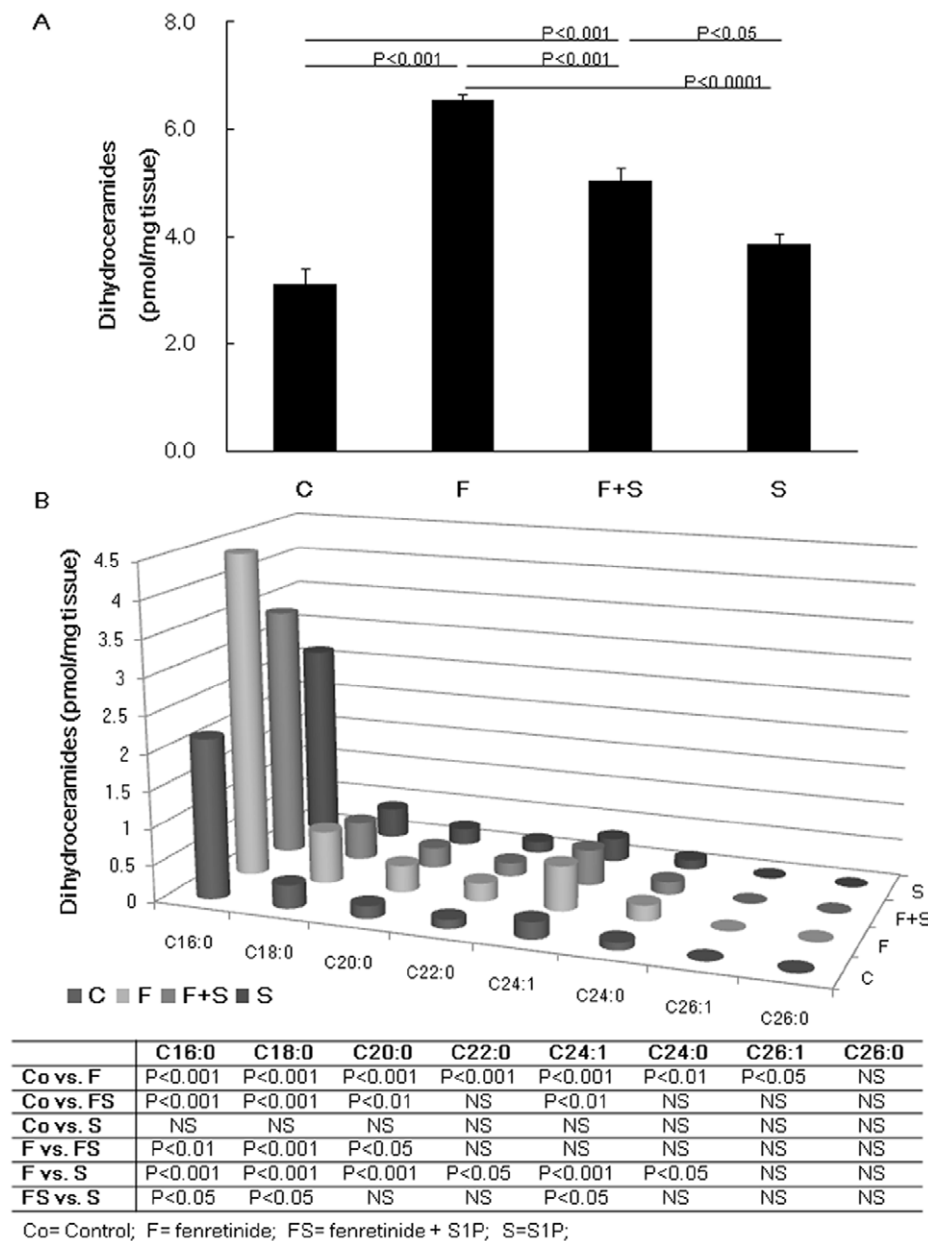 A
8.0
6.0
4.0
2.0
0.0
Dihydroceramides
(pmol/mg tissue)
P<0.001
P<0.05
P<0.001
P<0.001
P<0.0001
C F F+S S
B
Dihydroceramides (pmol/mg tissue)
4.5
4
3.5
3
2.5
2
1.5
1
0.5
0
C16:0
C18:0
C20:0
C22:0
C24:1
C24:0
C26:1
C26:0
S
F+S
F
C
C F F+S S
C16:0 C18:0 C20:0 C22:0 C24:1 C24:0 C26:1 C26:0
Co vs. F P<0.001 P<0.001 P<0.001 P<0.001 P<0.001 P<0.01 P<0.05 NS
Co vs. FS P<0.001 P<0.001 P<0.01 NS P<0.01 NS NS NS
Co vs. S NS NS NS NS NS NS NS NS
F vs. FS P<0.01 P<0.001 P<0.05 NS NS NS NS NS
F vs. S P<0.001 P<0.001 P<0.001 P<0.05 P<0.001 P<0.05 NS NS
FS vs. S P<0.05 P<0.05 NS NS P<0.05 NS NS NS
Co= Control; F= fenretinide; FS= fenretinide + S1P; S=S1P;